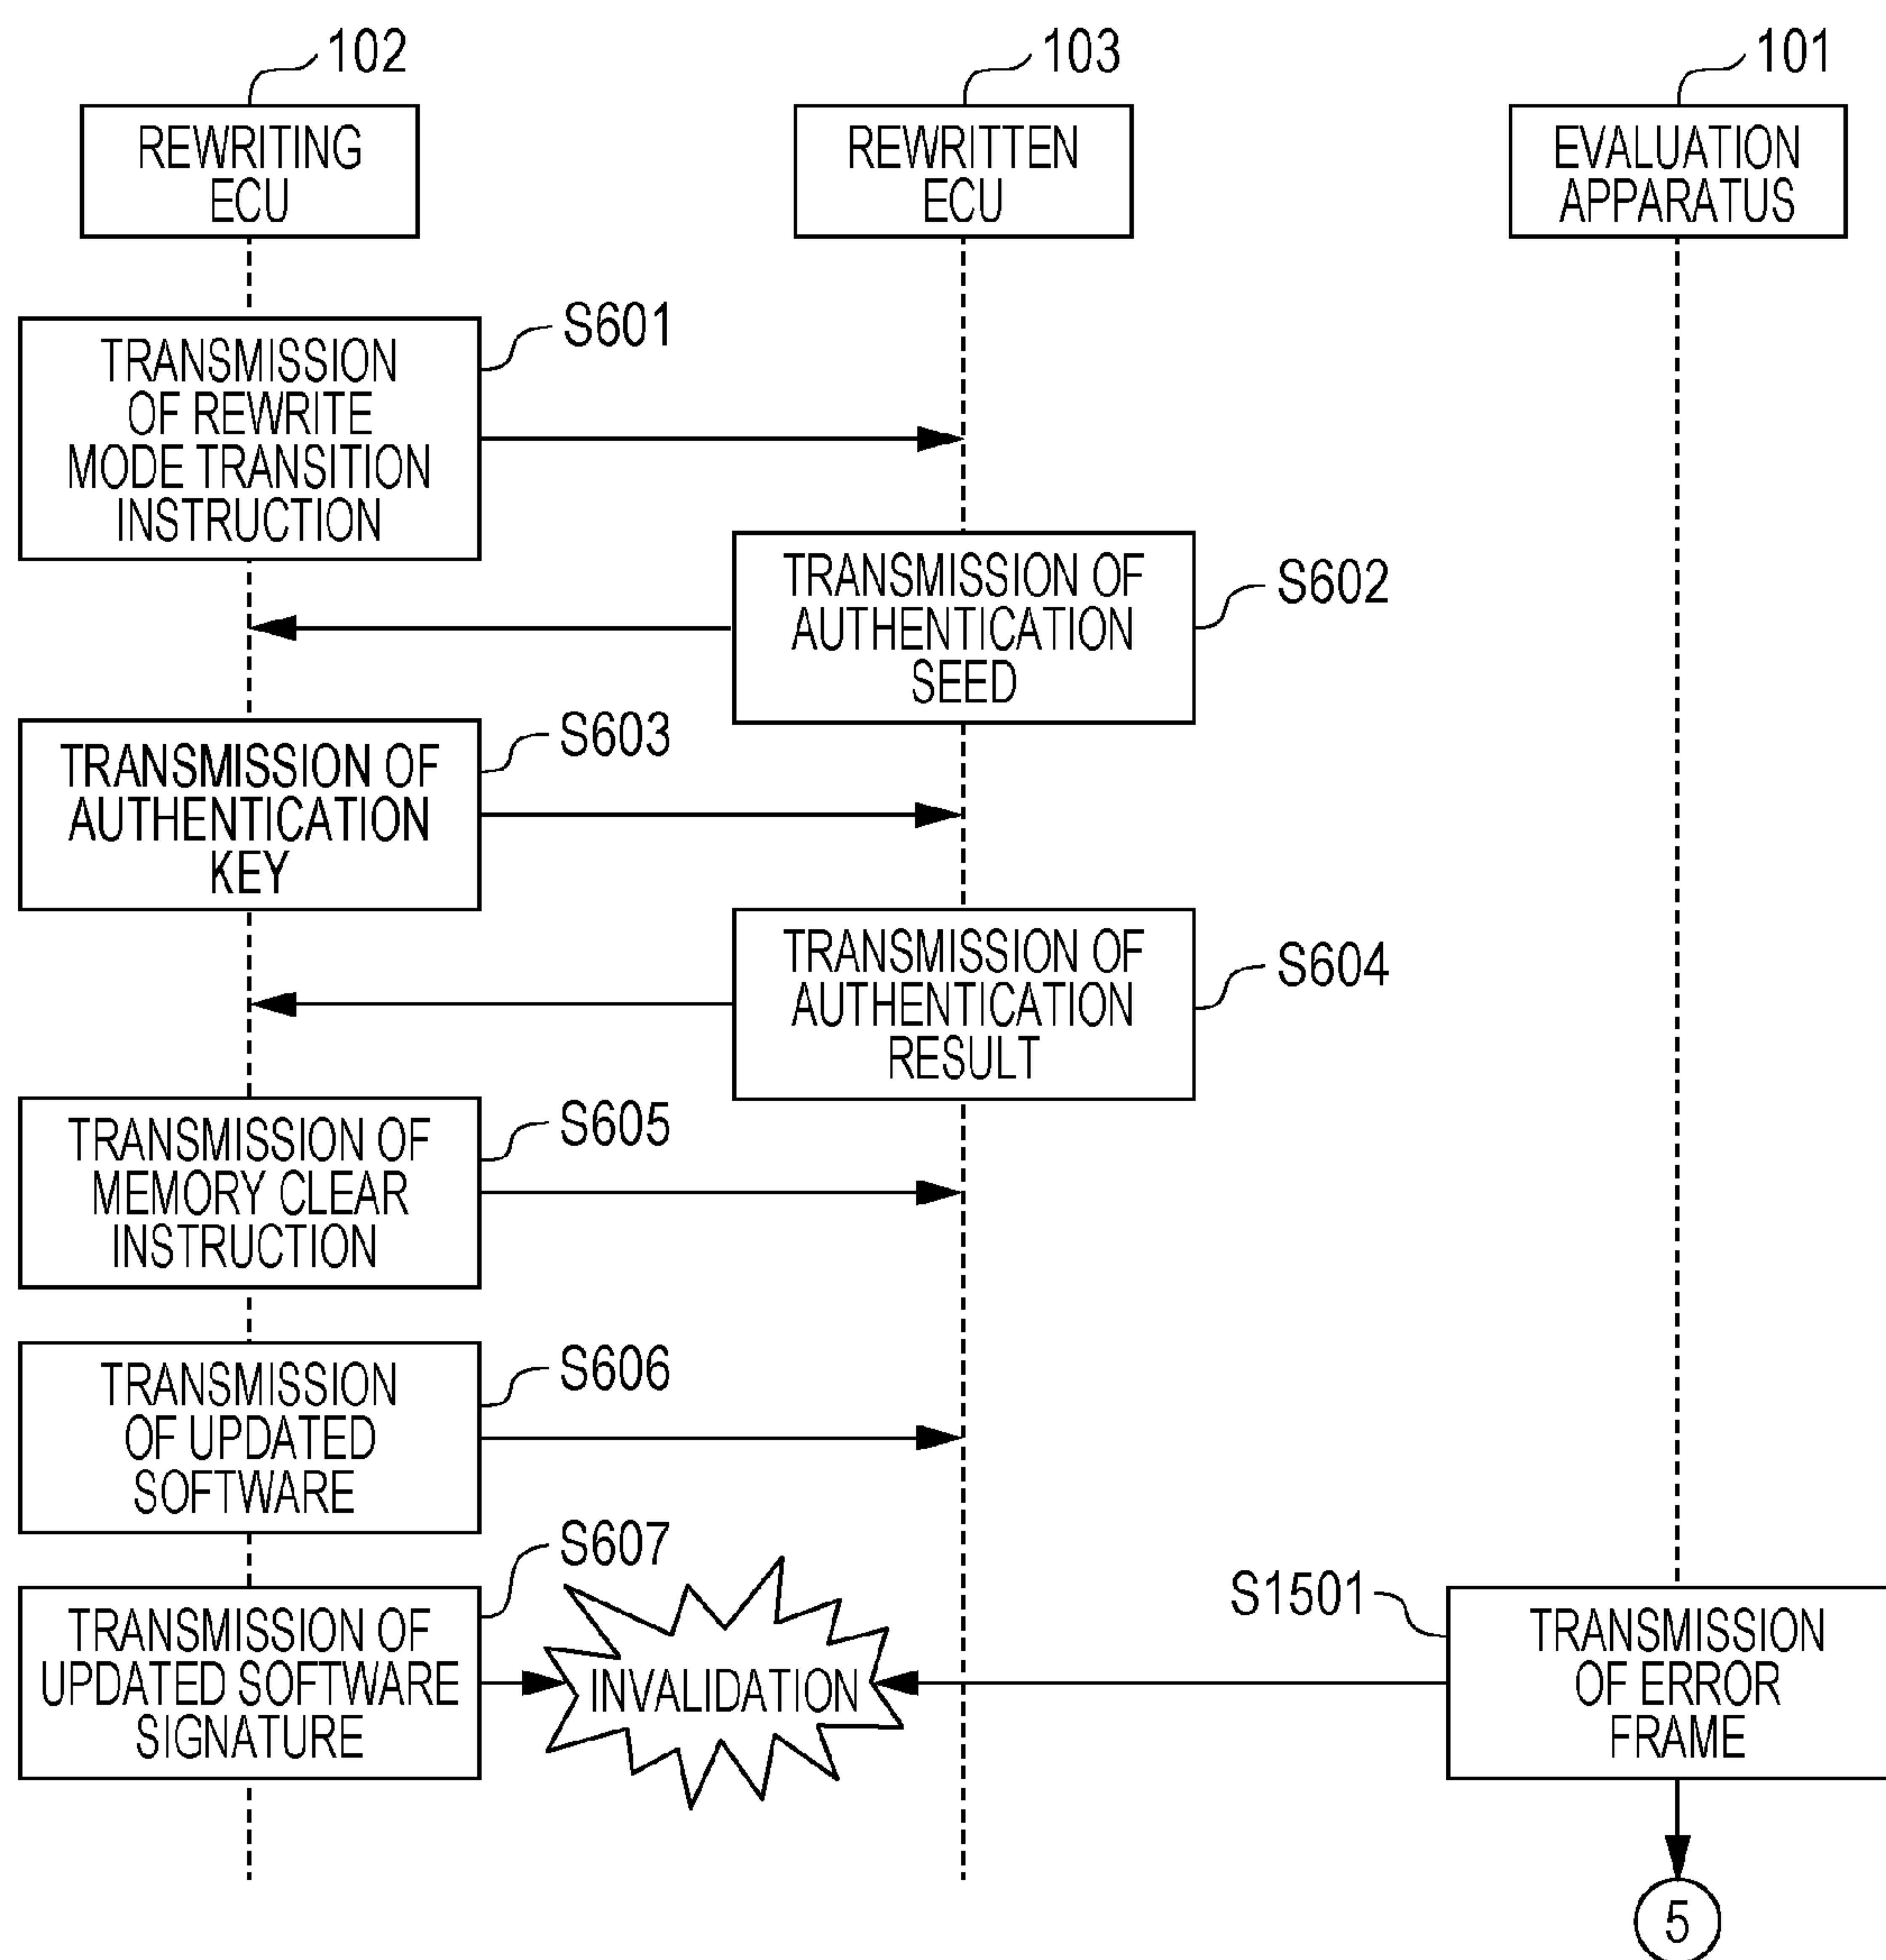 102
103
101
REWRITING
ECU
REWRITTEN
ECU
EVALUATION
APPARATUS
S601
TRANSMISSION
OF REWRITE
MODE TRANSITION
INSTRUCTION
S602
TRANSMISSION OF
AUTHENTICATION
SEED
S603
TRANSMISSION OF
AUTHENTICATION
KEY
S604
TRANSMISSION OF
AUTHENTICATION
RESULT
S605
TRANSMISSION OF
MEMORY CLEAR
INSTRUCTION
S606
TRANSMISSION
OF UPDATED
SOFTWARE
S607
TRANSMISSION OF
UPDATED SOFTWARE
SIGNATURE
INVALIDATION
S1501
TRANSMISSION
OF ERROR
FRAME
5